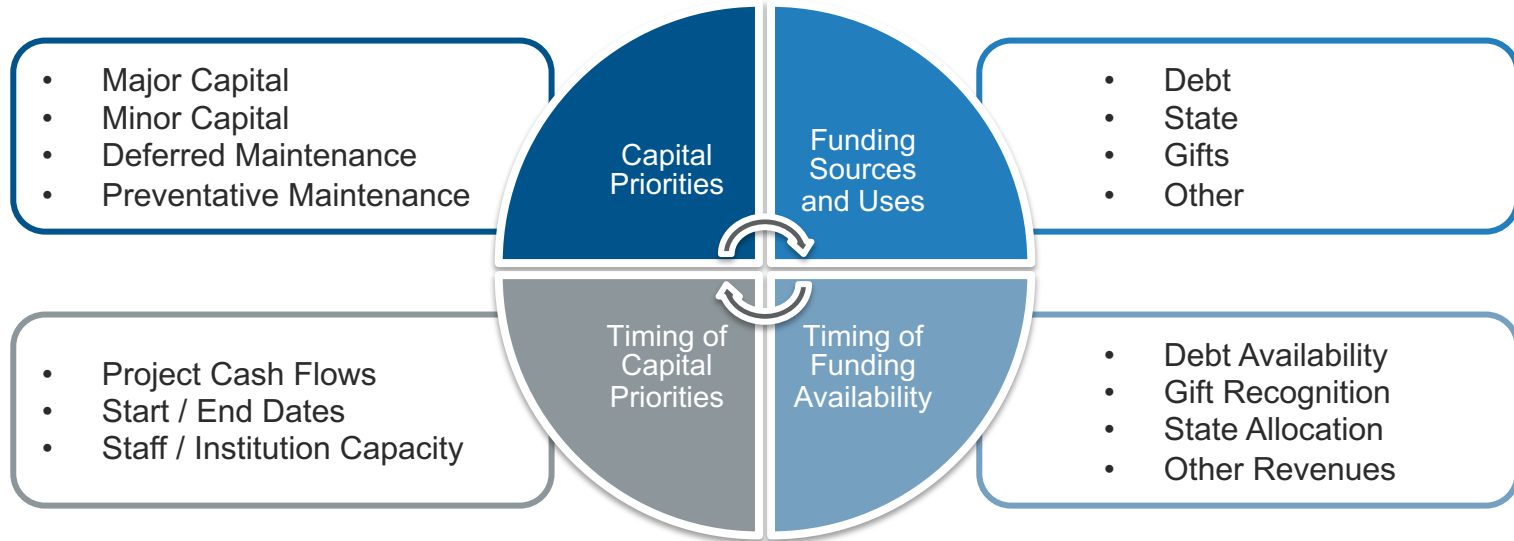 • Major Capital
• Minor Capital
• Deferred Maintenance
• Preventative Maintenance
Capital
Priorities
Funding
Sources
and Uses
• Debt
• State
• Gifts
• Other
• Project Cash Flows
• Start / End Dates
• Staff / Institution Capacity
Timing of
Capital
Priorities
Timing of
Funding
Availability
• Debt Availability
• Gift Recognition
• State Allocation
• Other Revenues